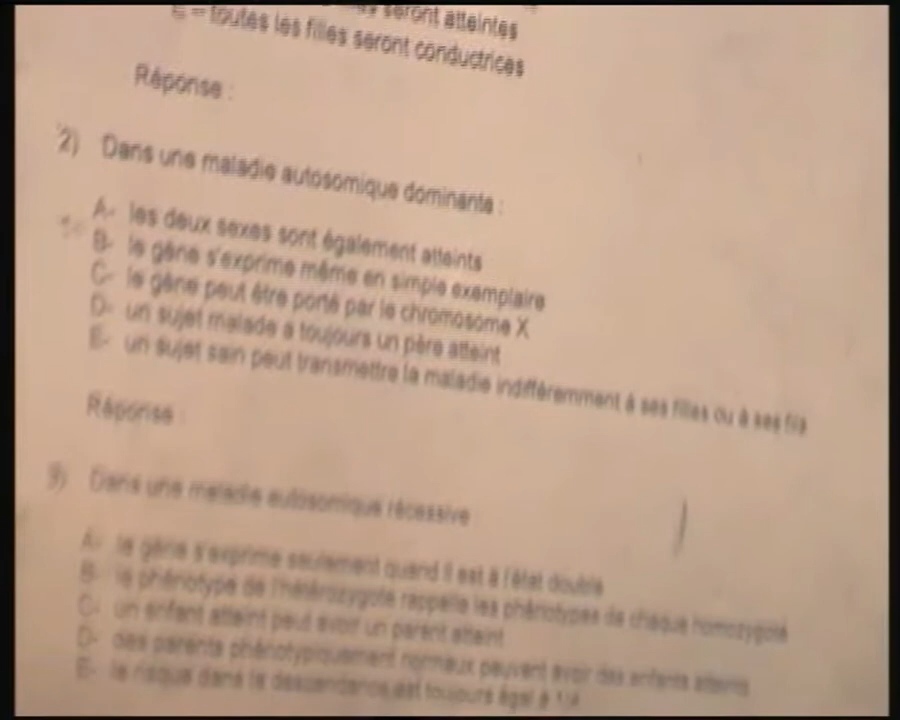 seront atteintes
E – toutes les filles seront conductrices
Réponse :
2) Dans une maladie autosomique dominante :
A- les deux sexes sont également atteints
B- le gène s'exprime même en simple exemplaire
C- le gène peut être porté par le chromosome X
D- un sujet malade a toujours un père atteint
E- un sujet sain peut transmettre la maladie indifféremment à ses filles ou à ses fils
Réponse :
3) Dans une maladie autosomique récessive
A- le gène s'exprime seulement quand il est à l'état double
B- le phénotype de l'hétérozygote rappelle les phénotypes de chaque homozygote
C- un enfant atteint peut avoir un parent atteint
D- des parents phénotypiquement normaux peuvent avoir des enfants atteints
E- le risque dans la descendance est toujours égal à 1/4